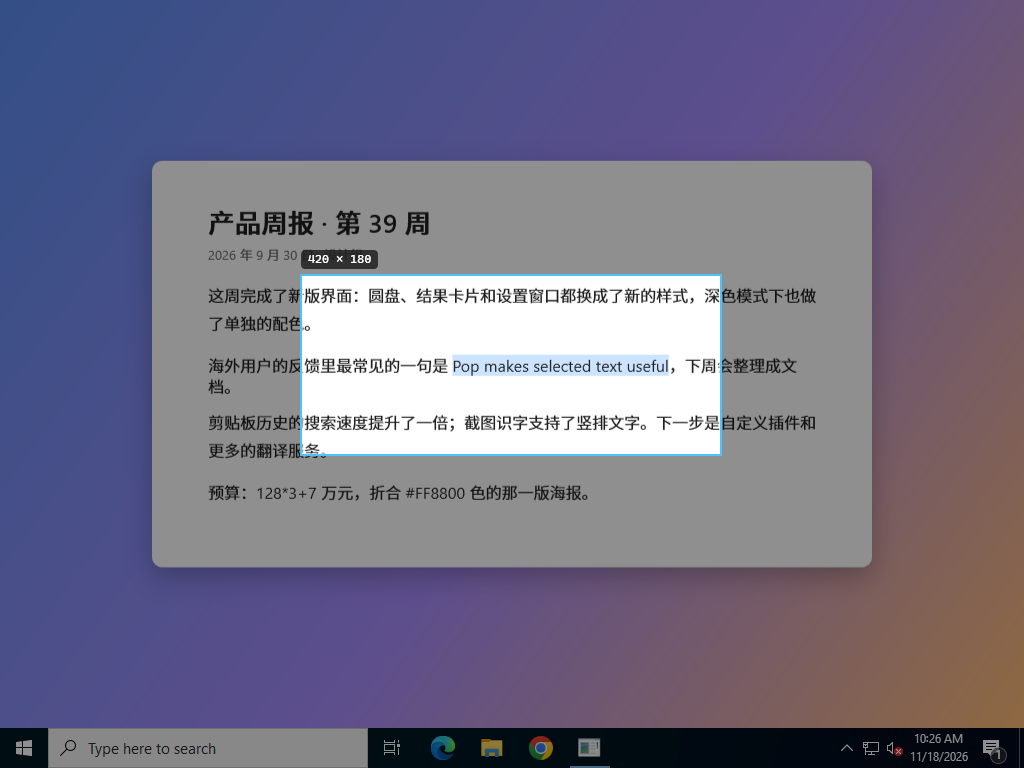 产品周报 · 第 39 周
2026 年 9 月 30
420 × 180
这周完成了新版界面：圆盘、结果卡片和设置窗口都换成了新的样式，深色模式下也做
了单独的配色。
海外用户的反馈里最常见的一句是 Pop makes selected text useful，下周会整理成文
档。
剪贴板历史的搜索速度提升了一倍；截图识字支持了竖排文字。下一步是自定义插件和
更多的翻译服务。
预算：128*3+7 万元，折合 #FF8800 色的那一版海报。
Type here to search
10:26 AM
11/18/2026
1